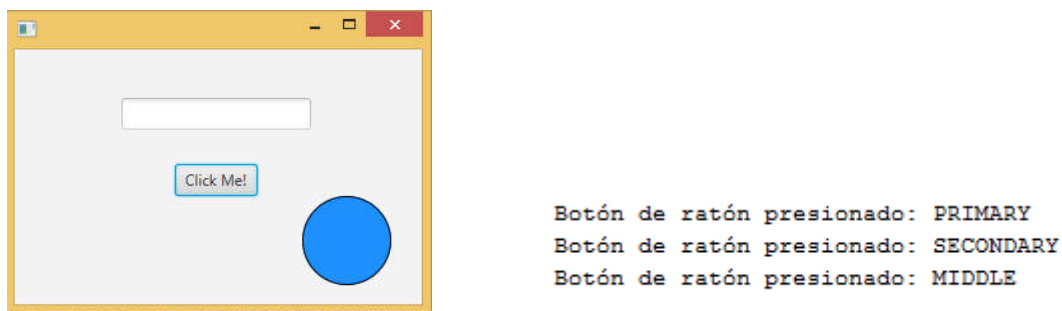 Click Me!
Botón de ratón presionado: PRIMARY
Botón de ratón presionado: SECONDARY
Botón de ratón presionado: MIDDLE